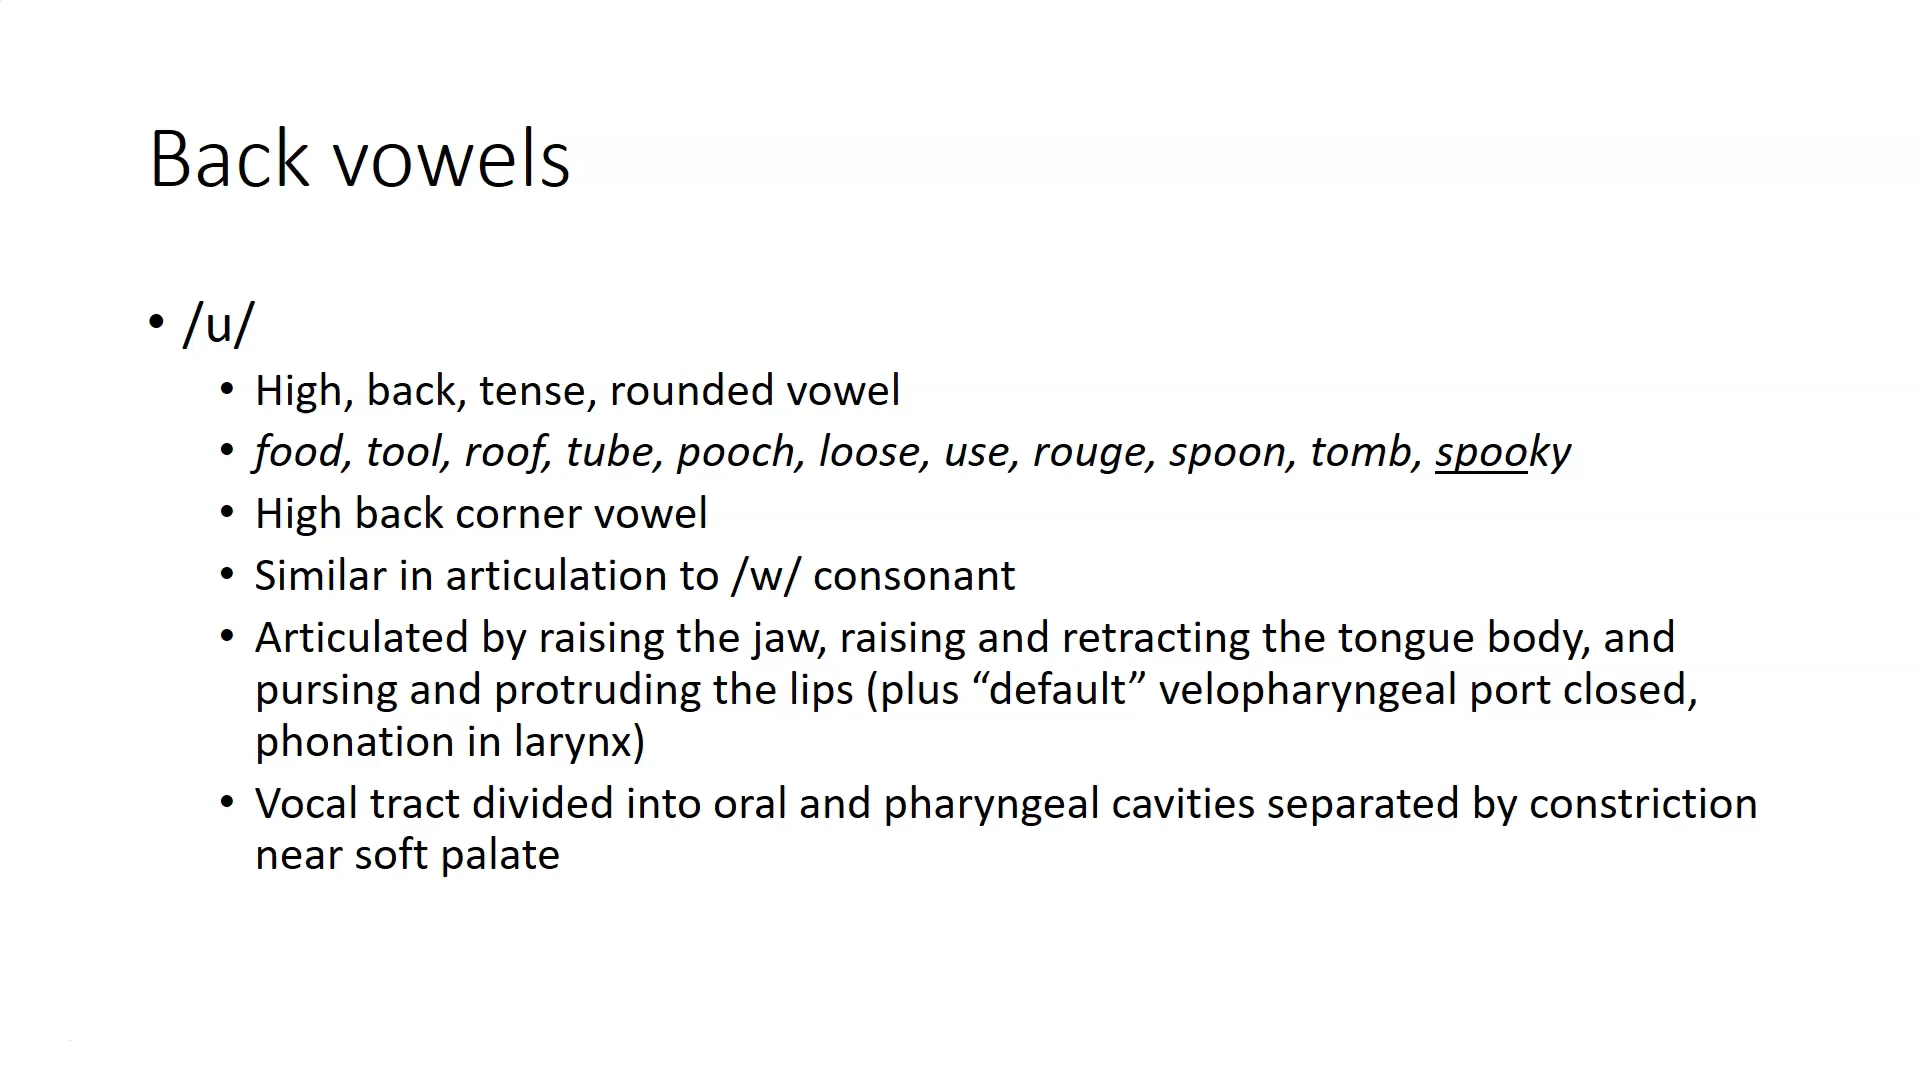 Back vowels
• /u/
• High, back, tense, rounded vowel
• food, tool, roof, tube, pooch, loose, use, rouge, spoon, tomb, spooky
• High back corner vowel
• Similar in articulation to /w/ consonant
• Articulated by raising the jaw, raising and retracting the tongue body, and
pursing and protruding the lips (plus “default” velopharyngeal port closed,
phonation in larynx)
• Vocal tract divided into oral and pharyngeal cavities separated by constriction
near soft palate